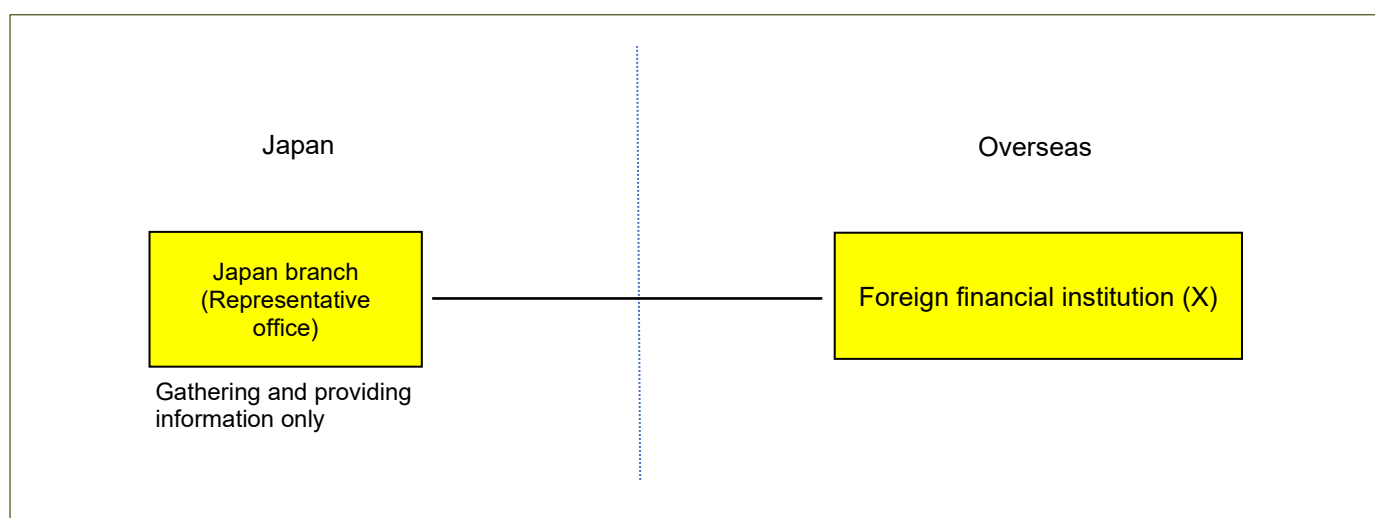 Japan
Overseas
Japan branch
(Representative
office)
Foreign financial institution (X)
Gathering and providing
information only